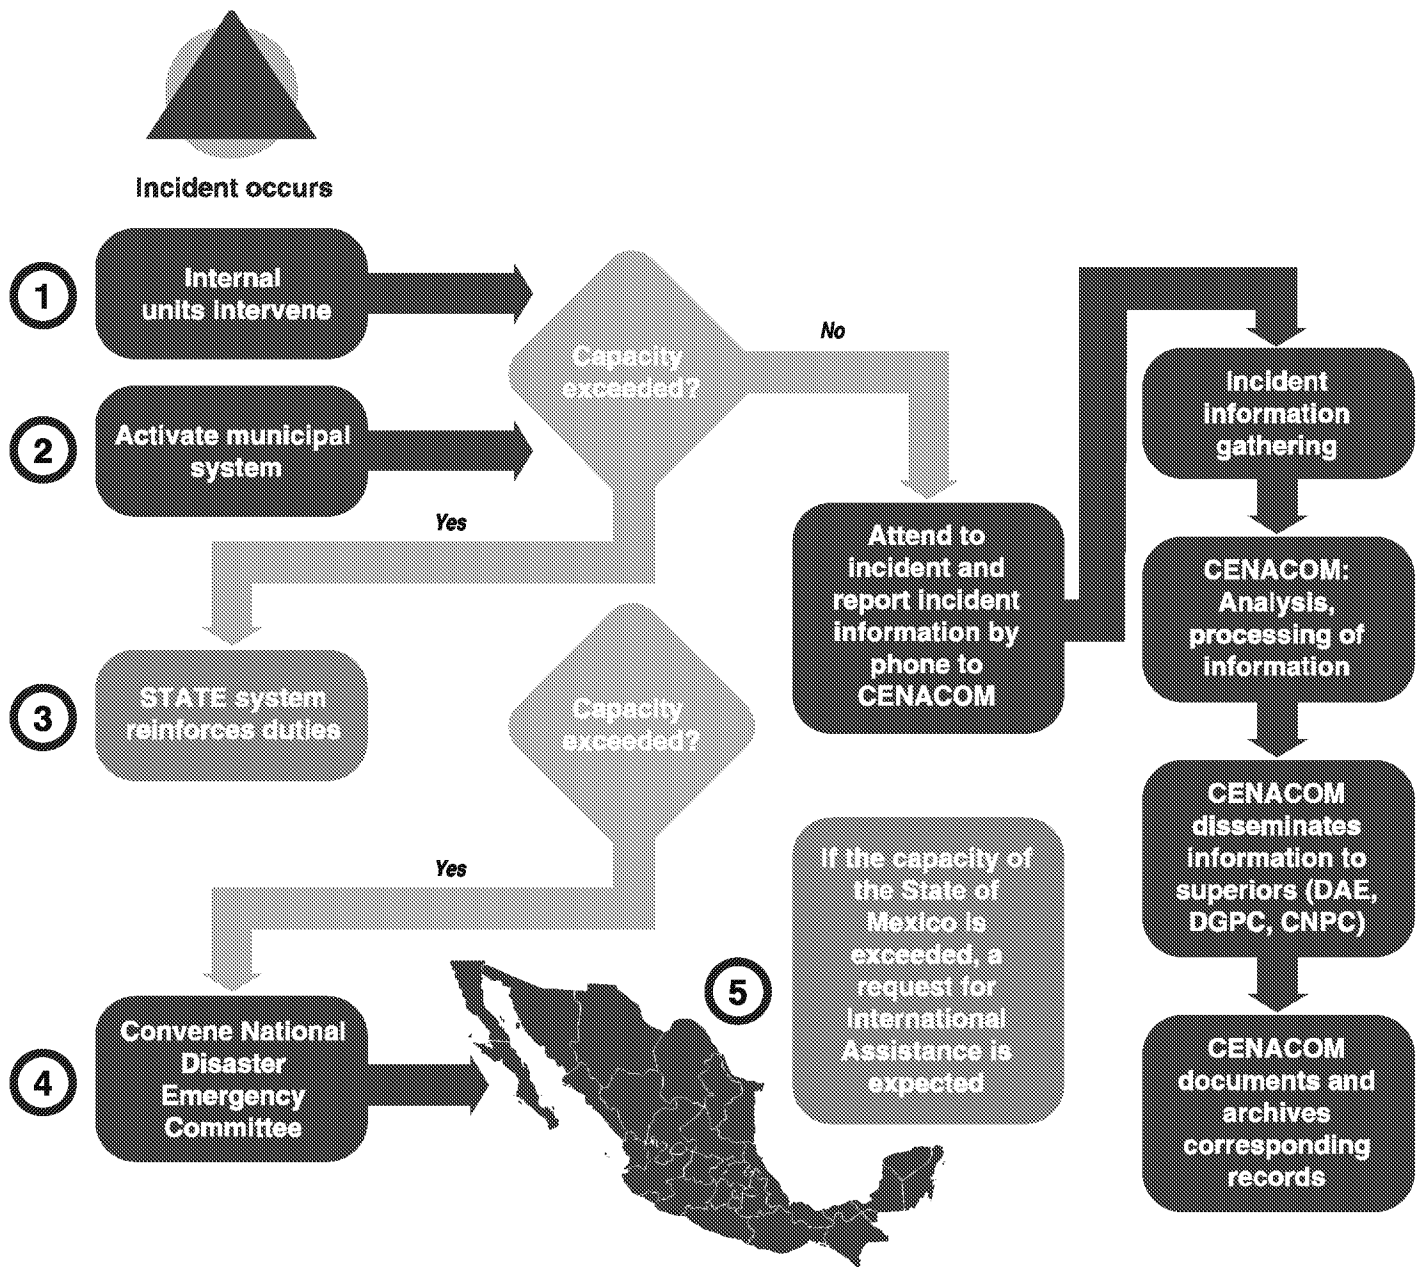 Incident occurs
1
Internal
units intervene
2
Activate municipal
system
Capacity
exceeded?
No
Yes
Attend to
incident and
report incident
information by
phone to
CENACOM
Incident
information
gathering
CENACOM:
Analysis,
processing of
information
CENACOM
disseminates
information to
superiors (DAE,
DGPC, CNPC)
CENACOM
documents and
archives
corresponding
records
3
STATE system
reinforces duties
Capacity
exceeded?
Yes
4
Convene National
Disaster
Emergency
Committee
5
If the capacity of
the State of
Mexico is
exceeded, a
request for
International
Assistance is
expected